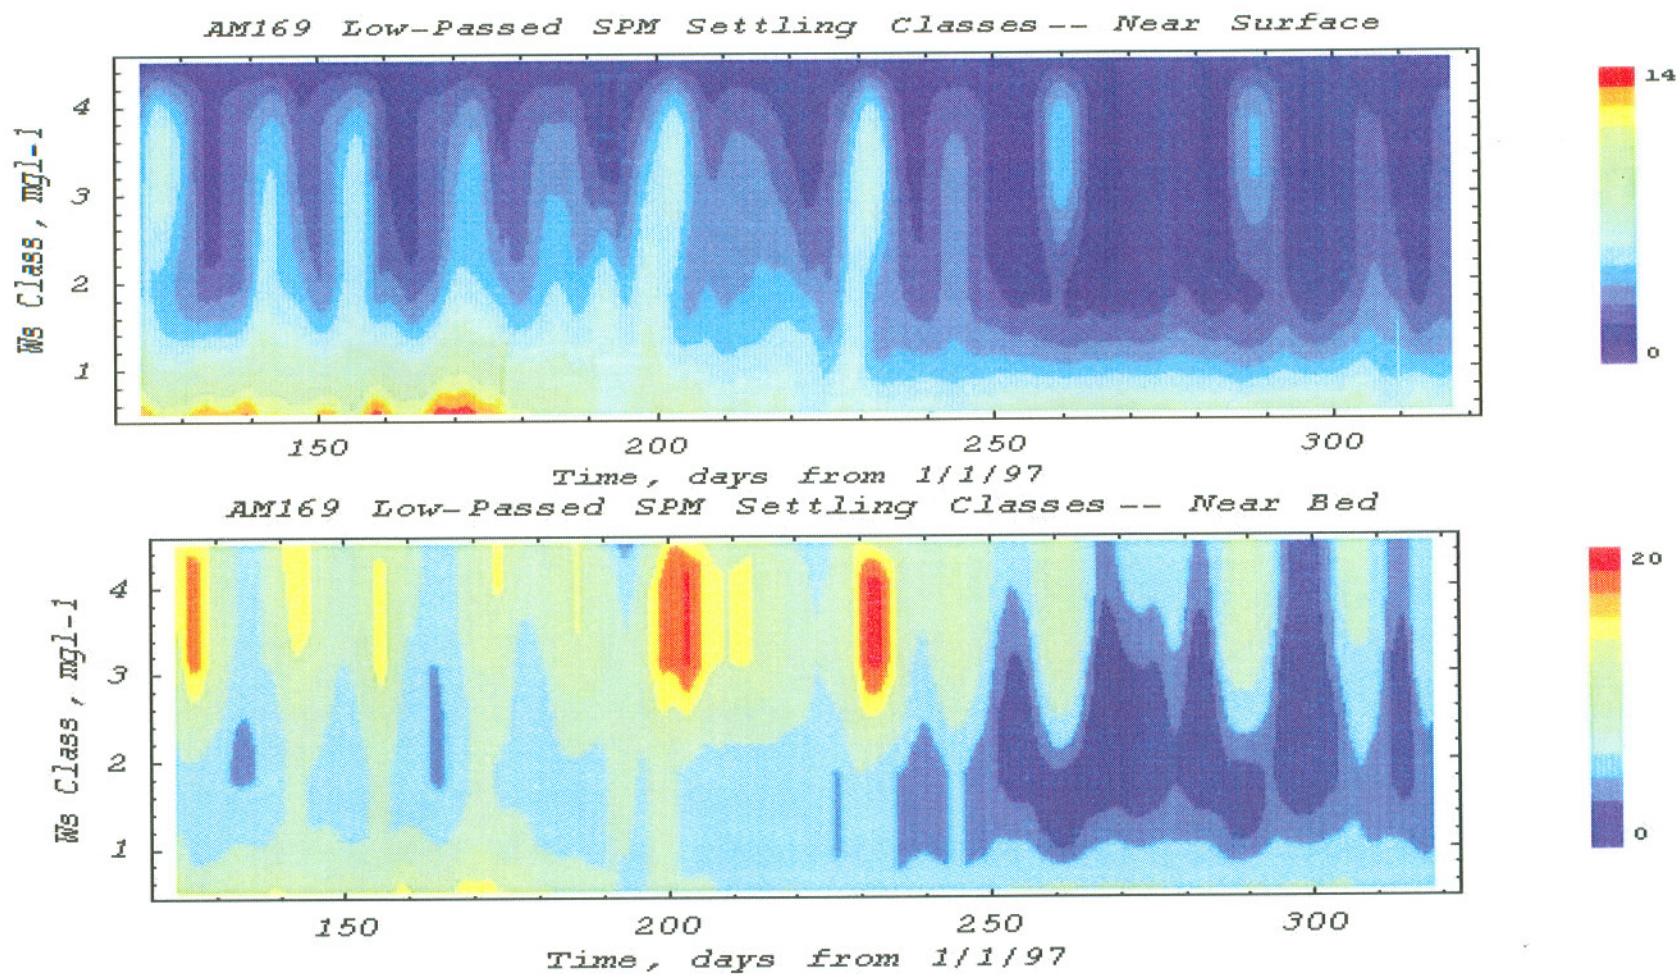 AM169 Low-Passed SPM Settling Classes-- Near Surface
14
4
3
2
1
0
Ws Class, mgl-1
150 200 250 300
Time, days from 1/1/97
AM169 Low-Passed SPM Settling Classes-- Near Bed
20
4
3
2
1
0
Ws Class, mgl-1
150 200 250 300
Time, days from 1/1/97